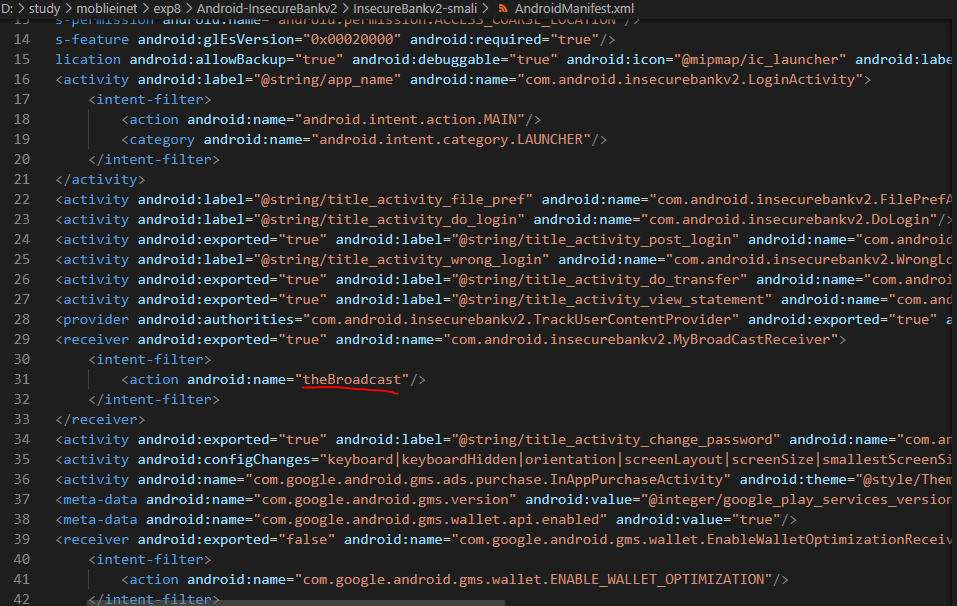 D: > study > moblieinet > exp8 > Android-InsecureBankv2 > InsecureBankv2-smali > AndroidManifest.xml
13 s-permission android:name="android.permission.ACCESS_COARSE_LOCATION"/>
14 s-feature android:glEsVersion="0x00020000" android:required="true"/>
15 lication android:allowBackup="true" android:debuggable="true" android:icon="@mipmap/ic_launcher" android:labe
16 <activity android:label="@string/app_name" android:name="com.android.insecurebankv2.LoginActivity">
17 <intent-filter>
18 <action android:name="android.intent.action.MAIN"/>
19 <category android:name="android.intent.category.LAUNCHER"/>
20 </intent-filter>
21 </activity>
22 <activity android:label="@string/title_activity_file_pref" android:name="com.android.insecurebankv2.FilePrefA
23 <activity android:label="@string/title_activity_do_login" android:name="com.android.insecurebankv2.DoLogin"/>
24 <activity android:exported="true" android:label="@string/title_activity_post_login" android:name="com.android
25 <activity android:label="@string/title_activity_wrong_login" android:name="com.android.insecurebankv2.WrongLo
26 <activity android:exported="true" android:label="@string/title_activity_do_transfer" android:name="com.androi
27 <activity android:exported="true" android:label="@string/title_activity_view_statement" android:name="com.and
28 <provider android:authorities="com.android.insecurebankv2.TrackUserContentProvider" android:exported="true" a
29 <receiver android:exported="true" android:name="com.android.insecurebankv2.MyBroadCastReceiver">
30 <intent-filter>
31 <action android:name="theBroadcast"/>
32 </intent-filter>
33 </receiver>
34 <activity android:exported="true" android:label="@string/title_activity_change_password" android:name="com.an
35 <activity android:configChanges="keyboard|keyboardHidden|orientation|screenLayout|screenSize|smallestScreenSi
36 <activity android:name="com.google.android.gms.ads.purchase.InAppPurchaseActivity" android:theme="@style/Them
37 <meta-data android:name="com.google.android.gms.version" android:value="@integer/google_play_services_version
38 <meta-data android:name="com.google.android.gms.wallet.api.enabled" android:value="true"/>
39 <receiver android:exported="false" android:name="com.google.android.gms.wallet.EnableWalletOptimizationReceiv
40 <intent-filter>
41 <action android:name="com.google.android.gms.wallet.ENABLE_WALLET_OPTIMIZATION"/>
42 </intent-filter>